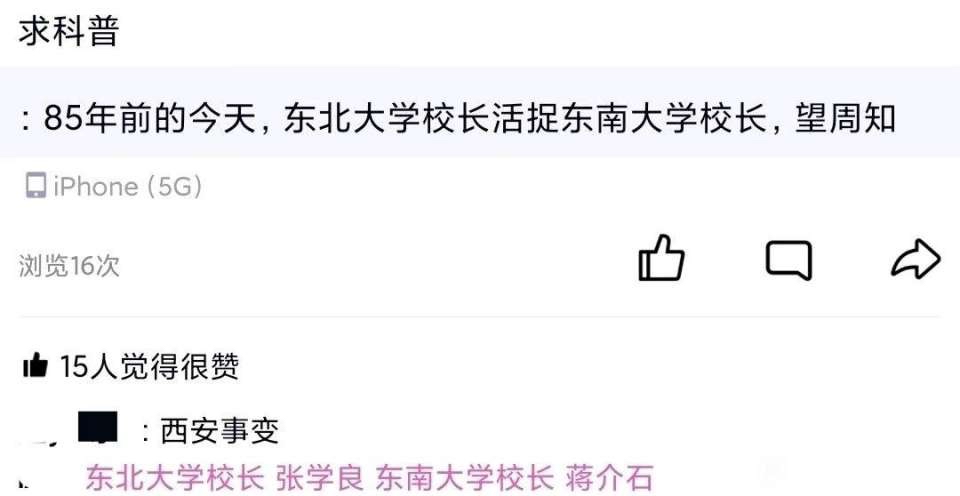 求科普
: 85年前的今天, 东北大学校长活捉东南大学校长, 望周知
iPhone (5G)
浏览16次
15人觉得很赞
: 西安事变
东北大学校长 张学良 东南大学校长 蒋介石